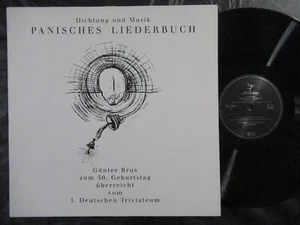 Dichtung und Musik
PANISCHES LIEDERBUCH
Günter Brus
zum 50. Geburtstag
überreicht
vom
1. Deutschen Trivialeum